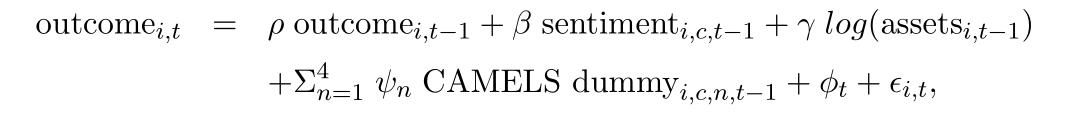 outcome_{i,t} = ρ outcome_{i,t−1} + β sentiment_{i,c,t−1} + γ log(assets_{i,t−1})
+Σ_{n=1}^{4} ψ_n CAMELS dummy_{i,c,n,t−1} + ϕ_t + ϵ_{i,t},